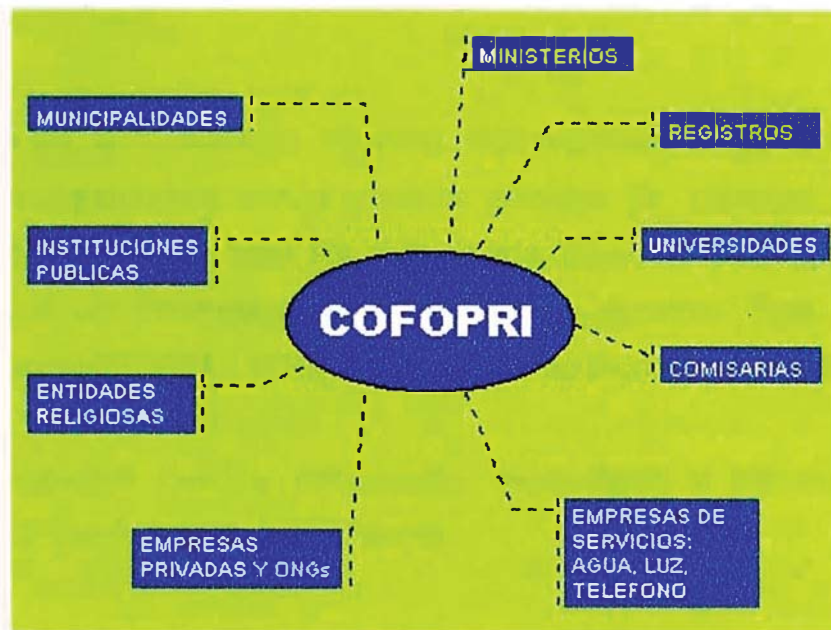 MINISTERIOS
MUNICIPALIDADES
REGISTROS
INSTITUCIONES
PUBLICAS
UNIVERSIDADES
COFOPRI
ENTIDADES
RELIGIOSAS
COMISARIAS
EMPRESAS
PRIVADAS Y ONGs
EMPRESAS DE
SERVICIOS:
AGUA, LUZ,
TELEFONO